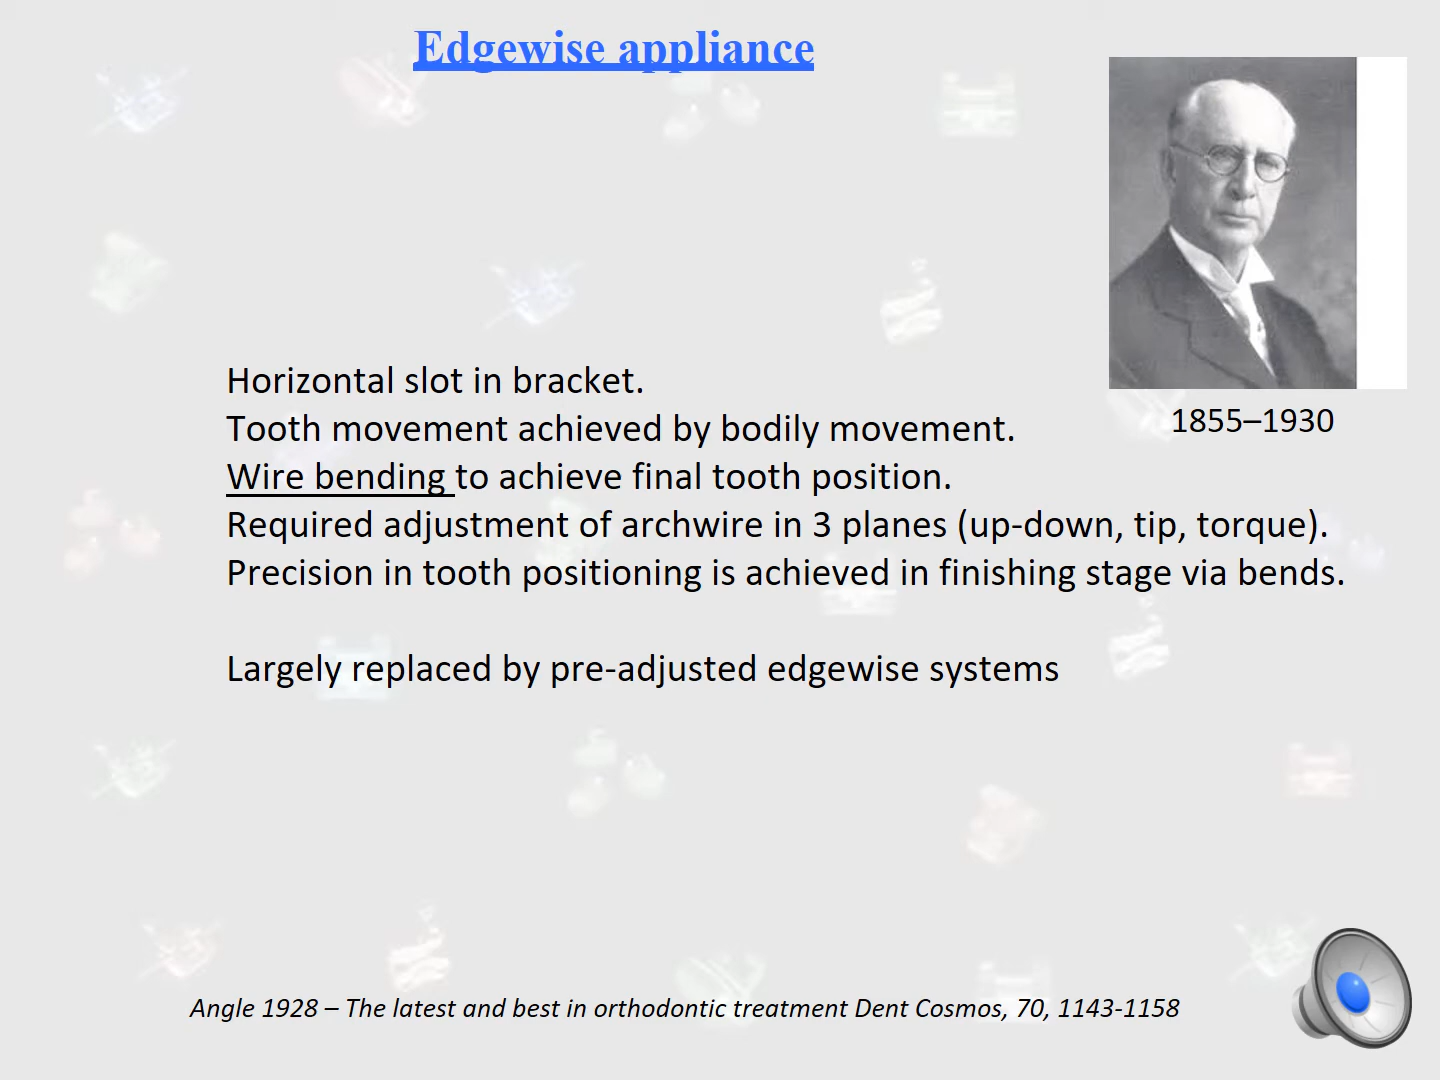 Edgewise appliance
Horizontal slot in bracket.
Tooth movement achieved by bodily movement.
1855–1930
Wire bending to achieve final tooth position.
Required adjustment of archwire in 3 planes (up-down, tip, torque).
Precision in tooth positioning is achieved in finishing stage via bends.
Largely replaced by pre-adjusted edgewise systems
Angle 1928 – The latest and best in orthodontic treatment Dent Cosmos, 70, 1143-1158